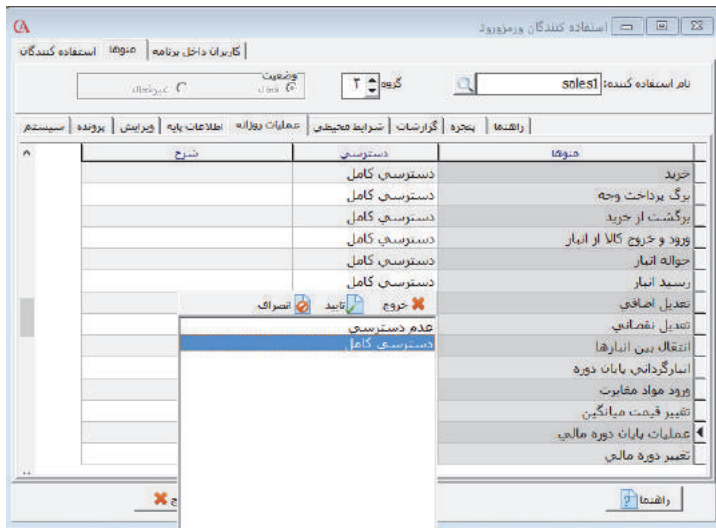 استفاده کنندگان ورمزورود
استفاده کنندگان | منوها | کاربران داخل برنامه
نام استفاده کننده: sales1 گروه ۲ وضعیت فعال غیرفعال
سیستم | پرونده | ویرایش | اطلاعات پایه | عملیات روزانه | شرایط محیطی | گزارشات | پنجره | راهنما
منوها دسترسی شرح
خرید دسترسی کامل
برگ پرداخت وجه دسترسی کامل
برگشت از خرید دسترسی کامل
ورود و خروج کالا از انبار دسترسی کامل
حواله انبار دسترسی کامل
رسید انبار دسترسی کامل
تعدیل اضافی
تعدیل نقصانی
انتقال بین انبارها
انبارگردانی پایان دوره
ورود مواد مغایرت
تغییر قیمت میانگین
عملیات پایان دوره مالی
تغییر دوره مالی
خروج تایید انصراف
عدم دسترسی
دسترسی کامل
راهنما